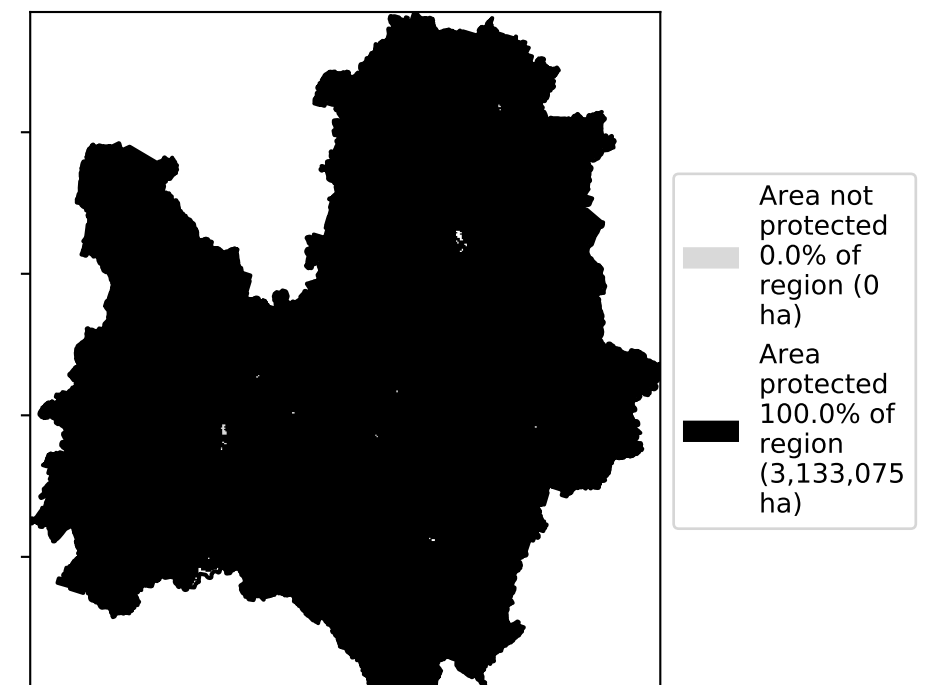 Area not
protected
0.0% of
region (0
ha)
Area
protected
100.0% of
region
(3,133,075
ha)